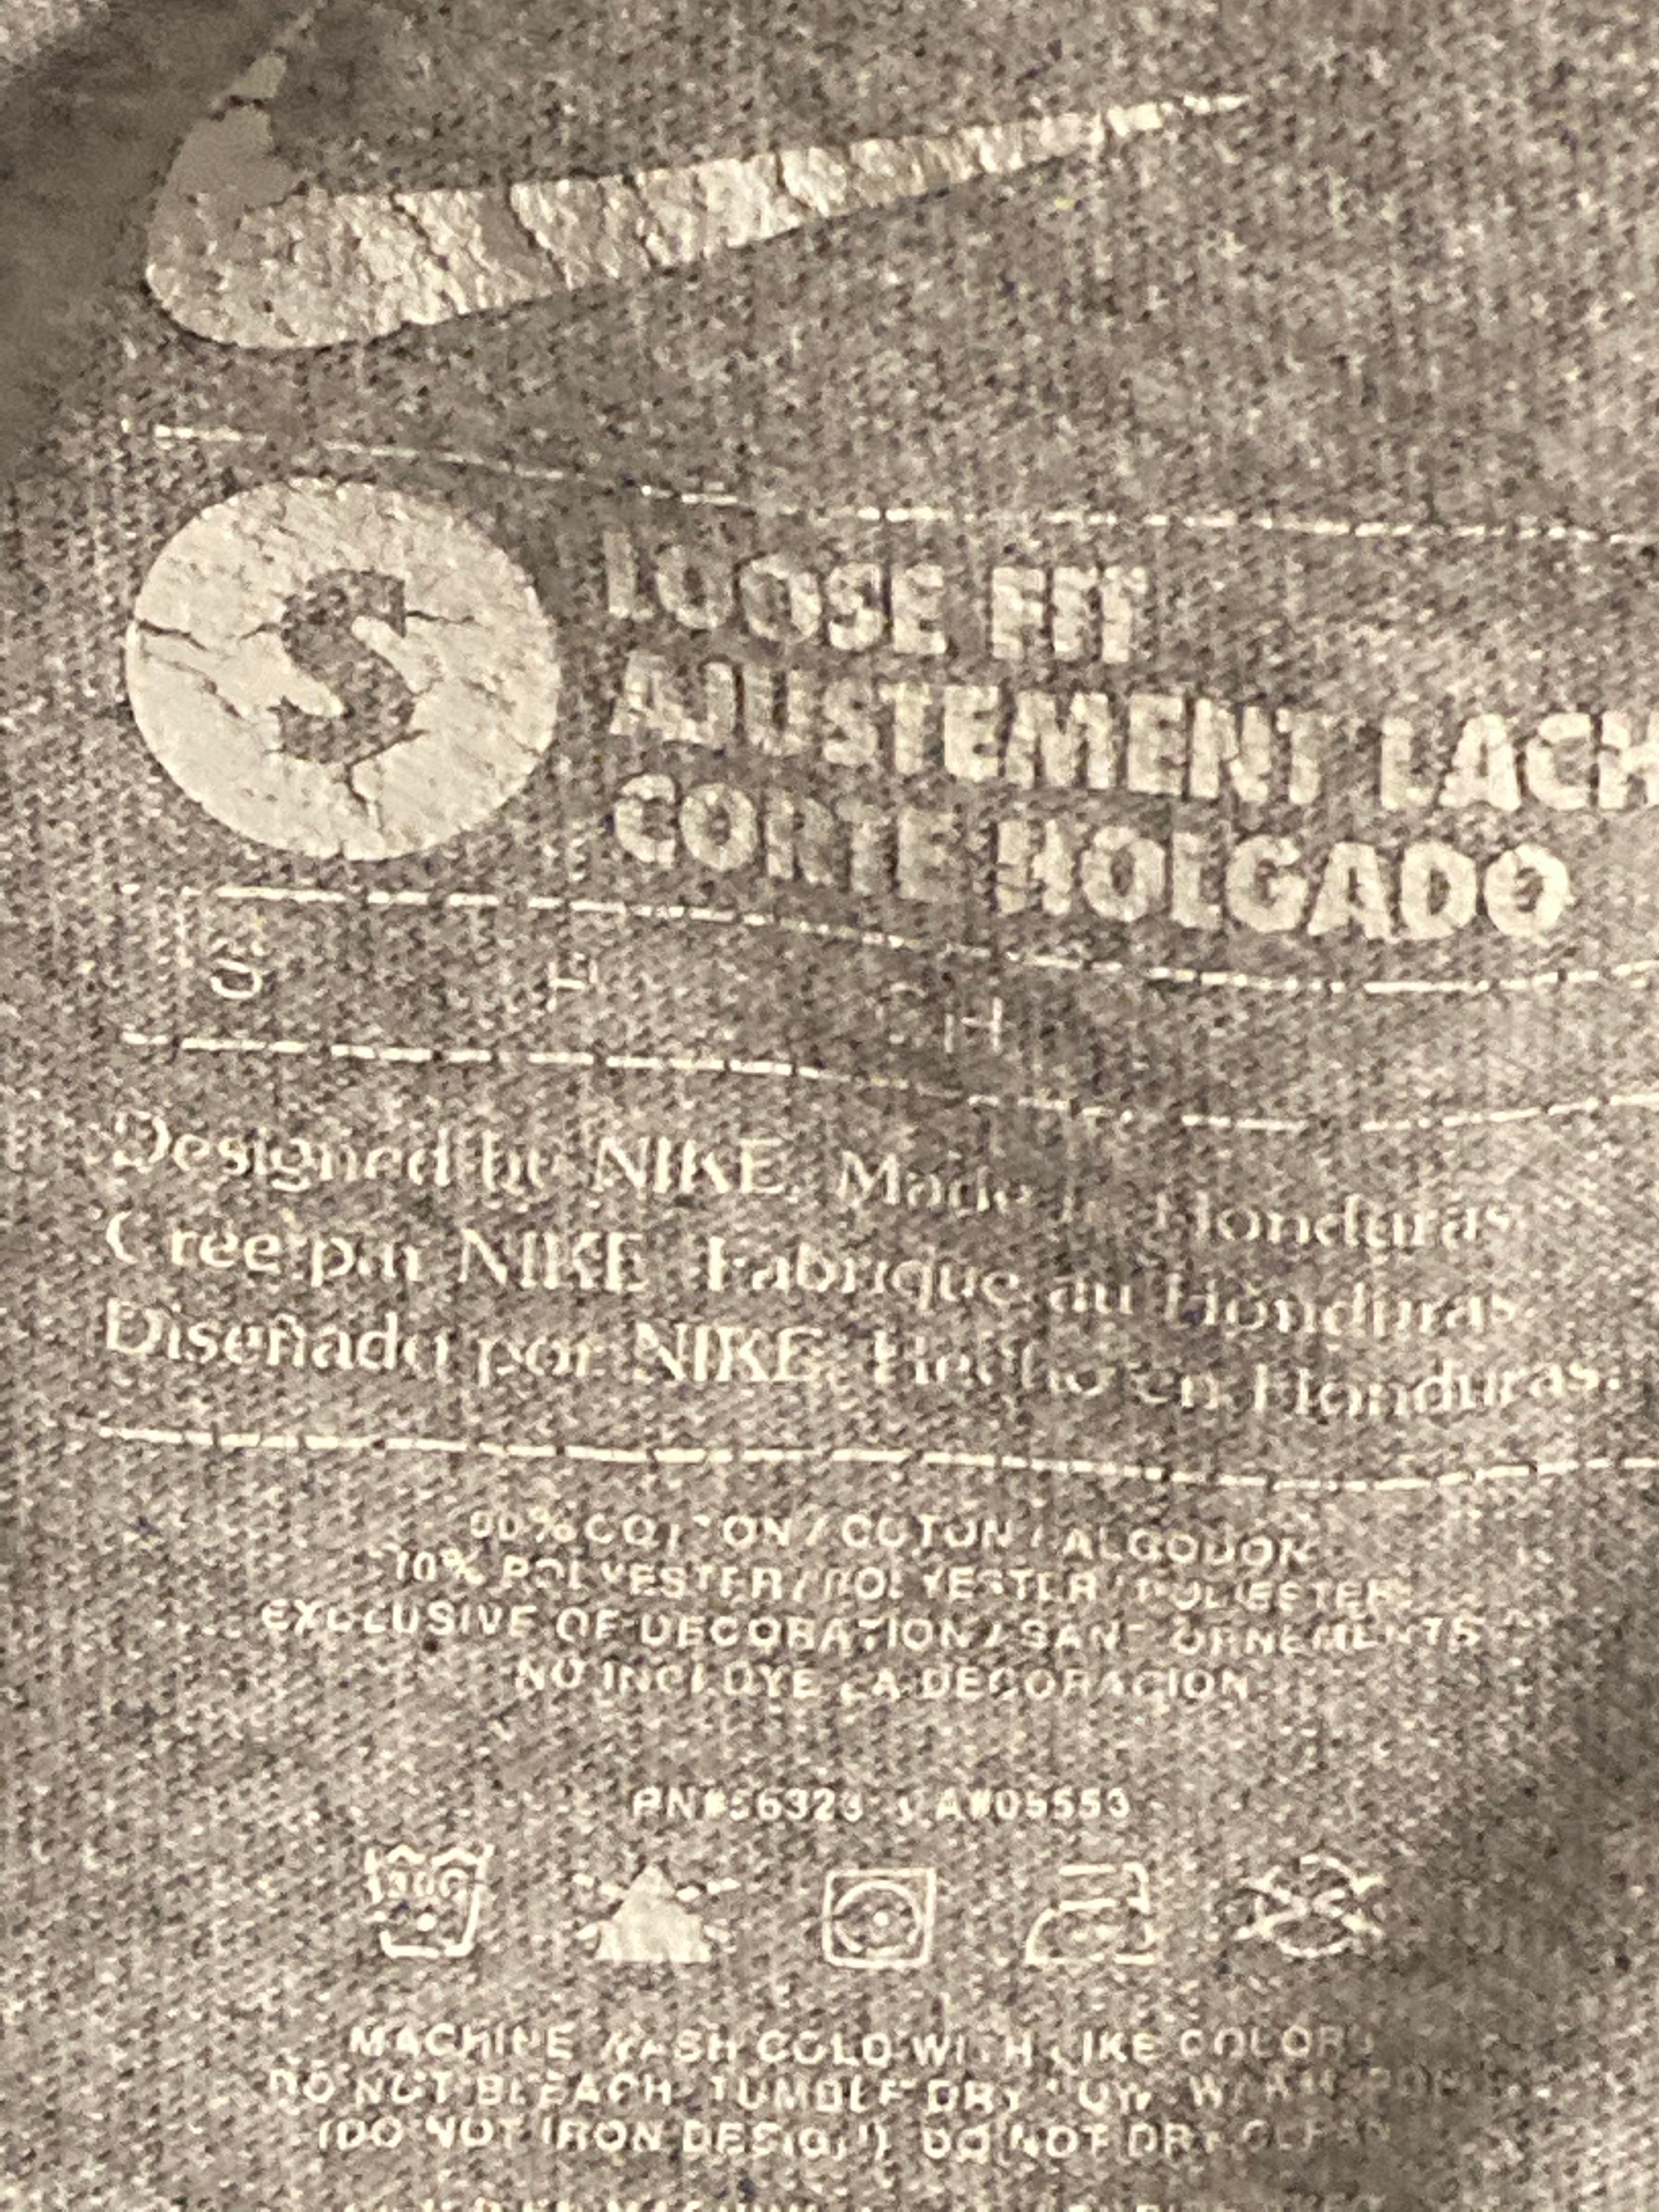 S
LOOSE FIT
AJUSTEMENT LACH
CORTE HOLGADO
S
Designed by NIKE. Made in Honduras.
Créé par NIKE. Fabriqué au Honduras.
Diseñado por NIKE. Hecho en Honduras.
COTTON / COTON / ALGODON
10% POLYESTER / POLYESTER / POLIESTER
EXCLUSIVE OF DECORATION / SANS ORNEMENTS
NO INCLUYE LA DECORACION
MACHINE WASH COLD WITH LIKE COLORS
DO NOT BLEACH TUMBLE DRY LOW WARM
(DO NOT IRON DESIGN) DO NOT DRY CLEAN